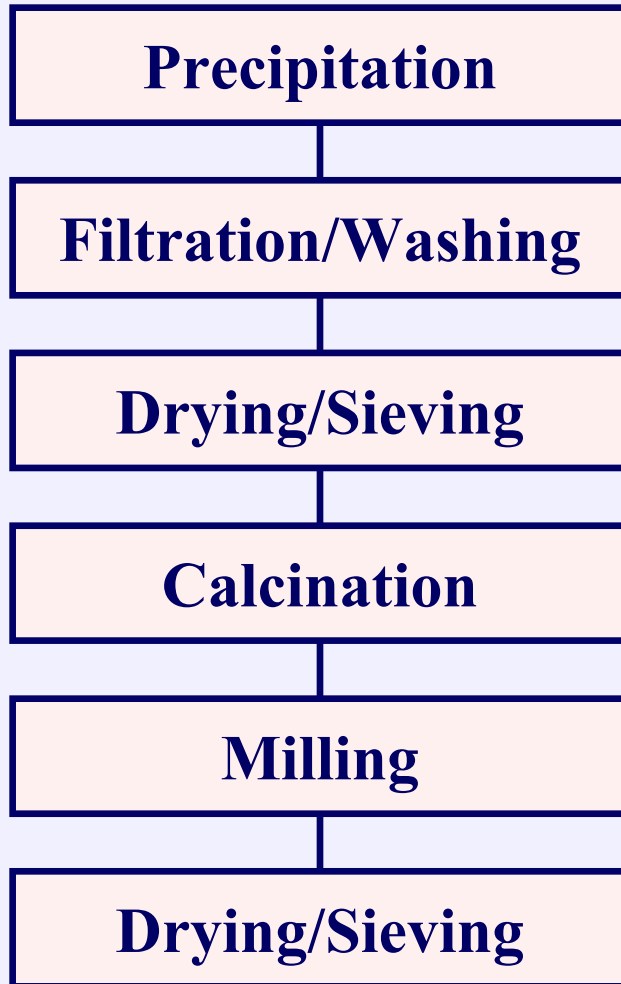 Precipitation
Filtration/Washing
Drying/Sieving
Calcination
Milling
Drying/Sieving